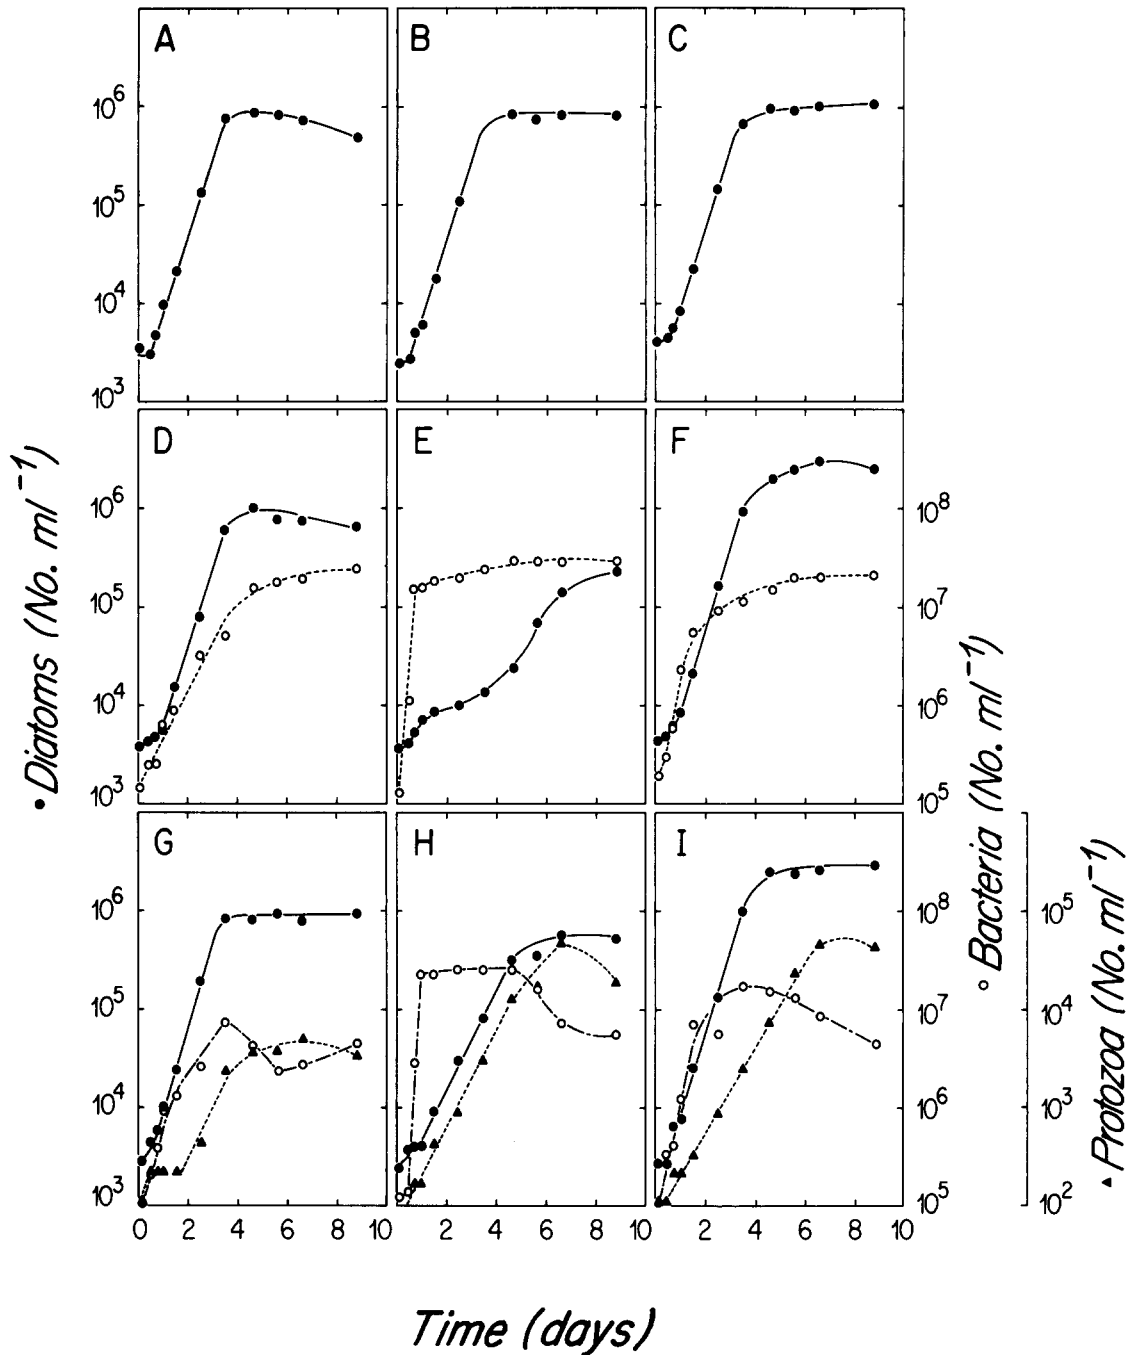 A
B
C
10^6
10^5
10^4
10^3
D
E
F
10^6
10^5
10^4
10^3
10^8
10^7
10^6
10^5
G
H
I
10^6
10^5
10^4
10^3
10^8
10^7
10^6
10^5
10^5
10^4
10^3
10^2
0 2 4 6 8 10
2 4 6 8 10
2 4 6 8 10
• Diatoms (No. ml^-1)
○ Bacteria (No. ml^-1)
▲ Protozoa (No. ml^-1)
Time (days)